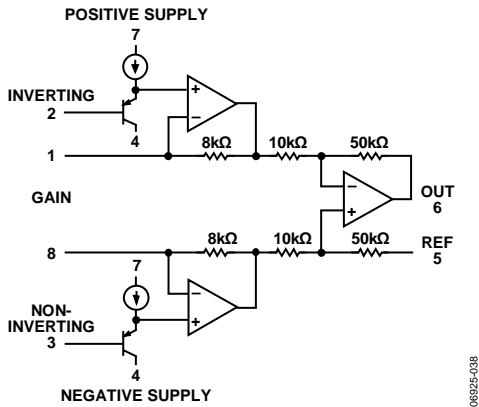 POSITIVE SUPPLY
7
INVERTING
2
4
1
8kΩ
10kΩ
50kΩ
GAIN
OUT
6
8
8kΩ
10kΩ
50kΩ
REF
5
7
NON-
INVERTING
3
4
NEGATIVE SUPPLY
+
−
−
+
−
+
06925-038